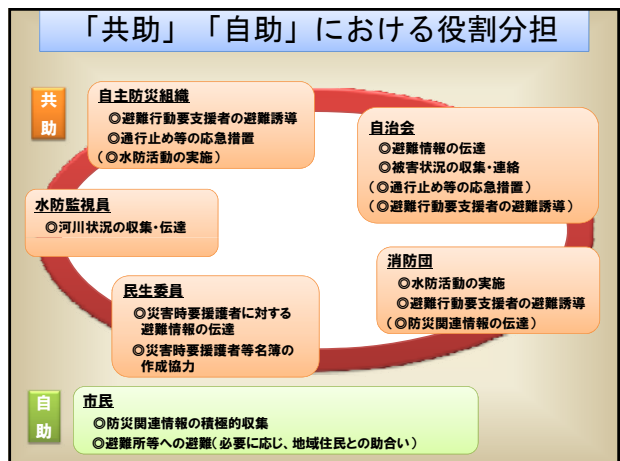 「共助」「自助」における役割分担
共
助
自主防災組織
◎避難行動要支援者の避難誘導
◎通行止め等の応急措置
(◎水防活動の実施)
自治会
◎避難情報の伝達
◎被害状況の収集・連絡
(◎通行止め等の応急措置)
(◎避難行動要支援者の避難誘導)
水防監視員
◎河川状況の収集・伝達
消防団
◎水防活動の実施
◎避難行動要支援者の避難誘導
(◎防災関連情報の伝達)
民生委員
◎災害時要援護者に対する
避難情報の伝達
◎災害時要援護者等名簿の
作成協力
自
助
市民
◎防災関連情報の積極的収集
◎避難所等への避難(必要に応じ、地域住民との助合い)